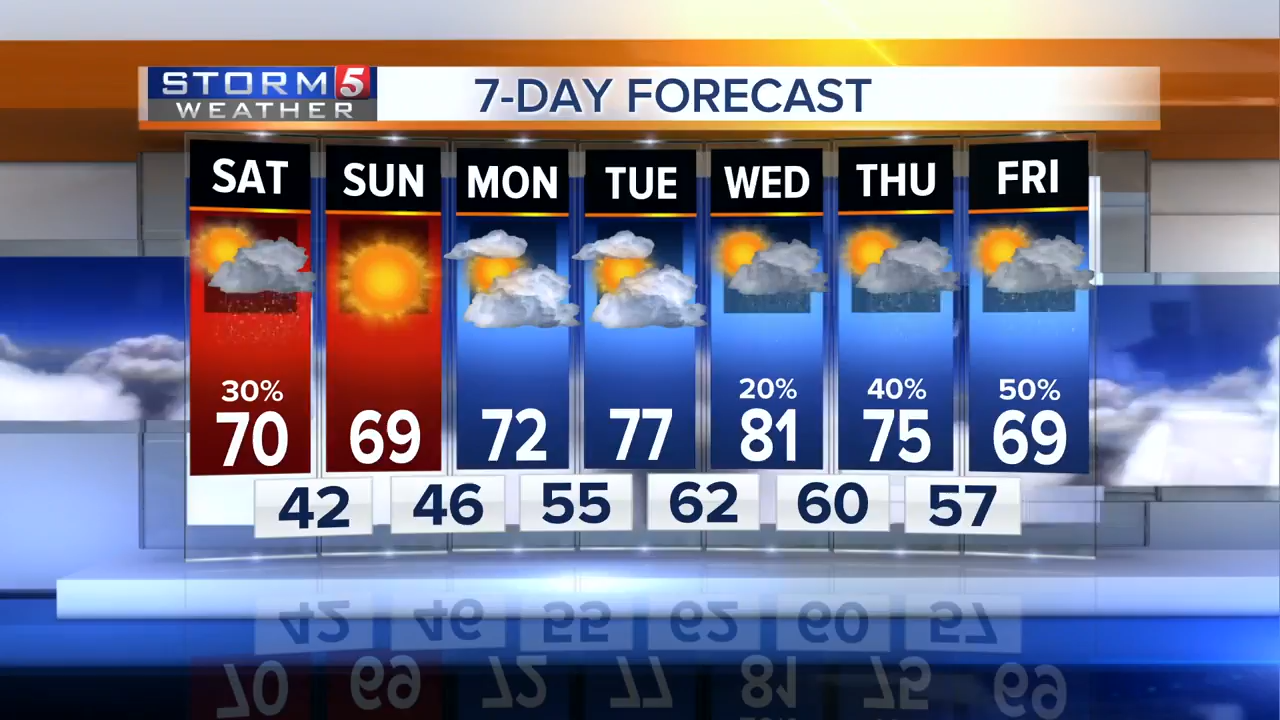 STORM 5
WEATHER
7-DAY FORECAST
SAT SUN MON TUE WED THU FRI
30% 20% 40% 50%
70 69 72 77 81 75 69
42 46 55 62 60 57